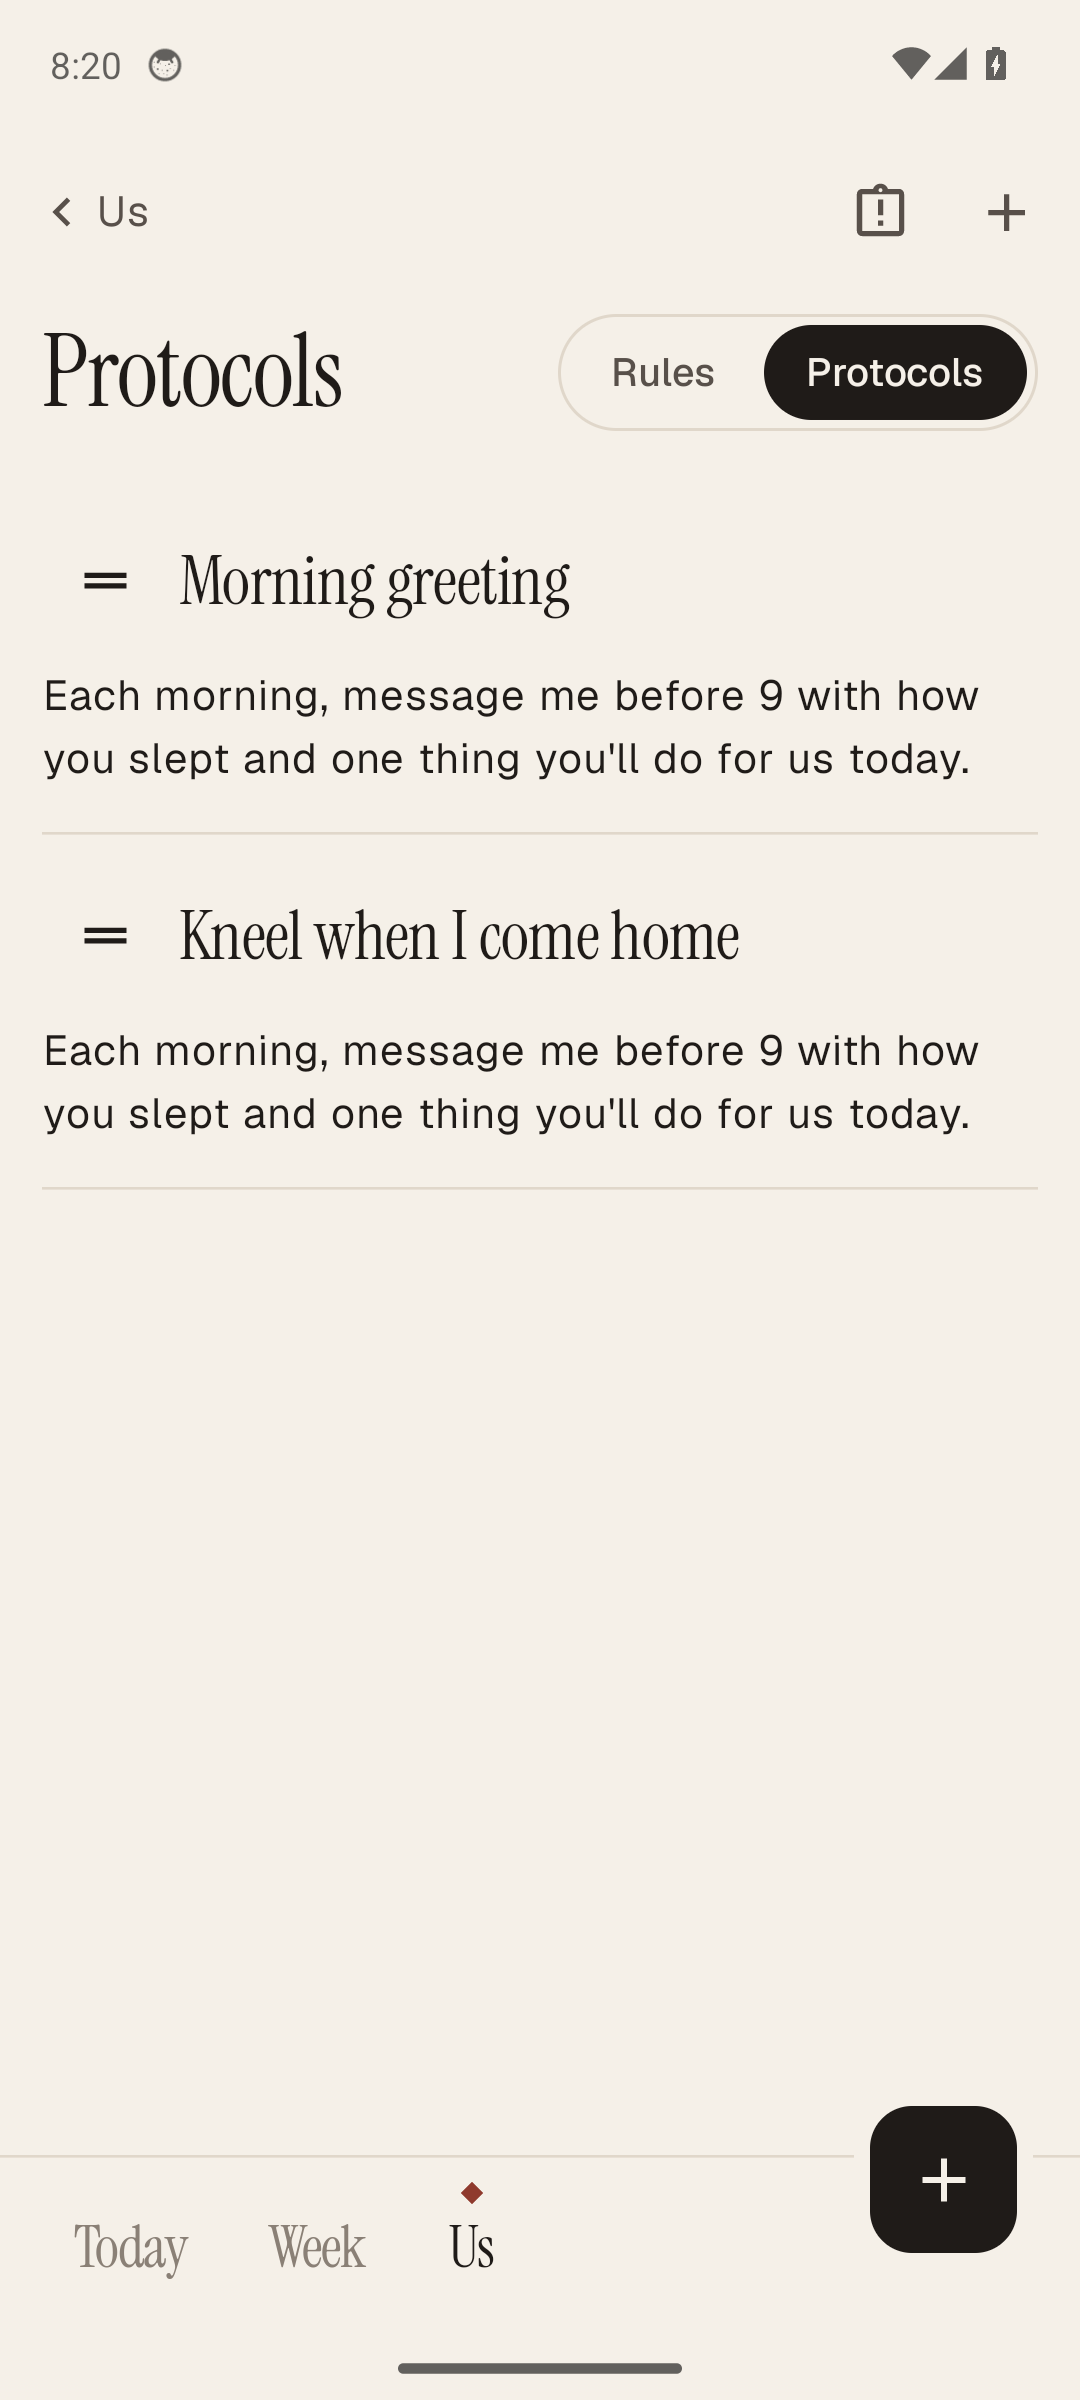 8:20
Us
Protocols
Rules
Protocols
Morning greeting
Each morning, message me before 9 with how
you slept and one thing you'll do for us today.
Kneel when I come home
Each morning, message me before 9 with how
you slept and one thing you'll do for us today.
Today
Week
Us